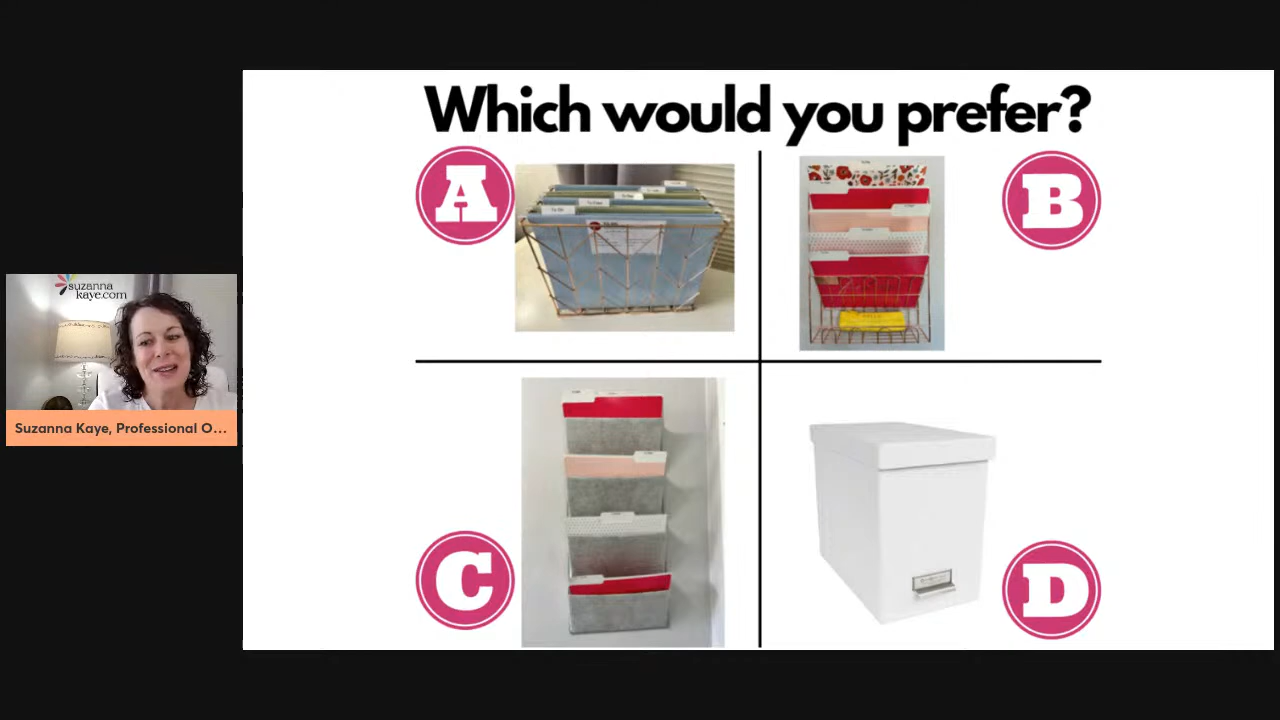 Which would you prefer?
A
B
suzanna
kaye.com
Suzanna Kaye, Professional O...
C
D